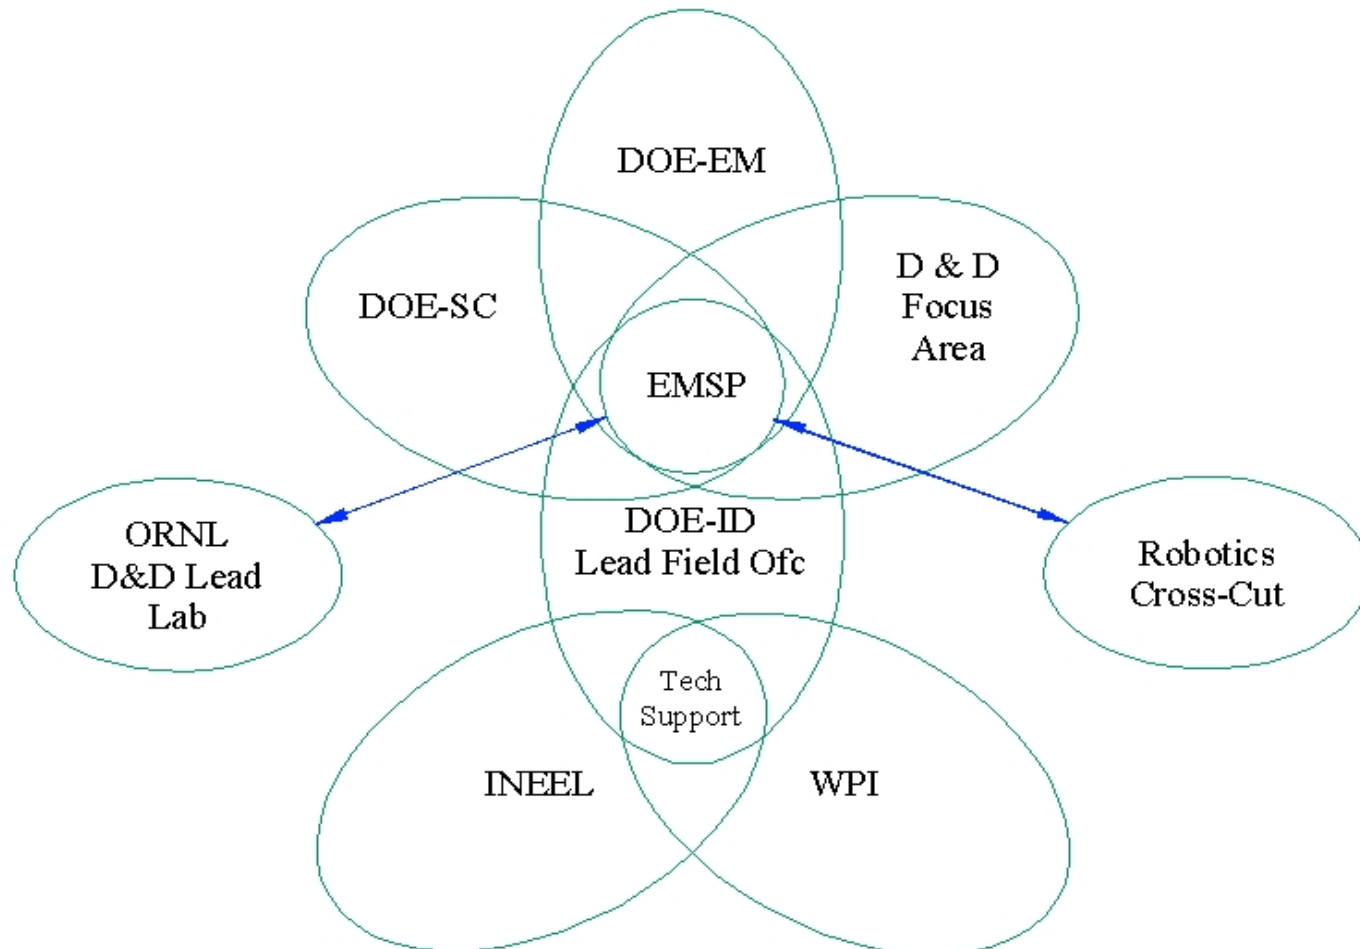 DOE-EM
DOE-SC
D & D
Focus
Area
EMSP
ORNL
D&D Lead
Lab
DOE-ID
Lead Field Ofc
Robotics
Cross-Cut
Tech
Support
INEEL
WPI